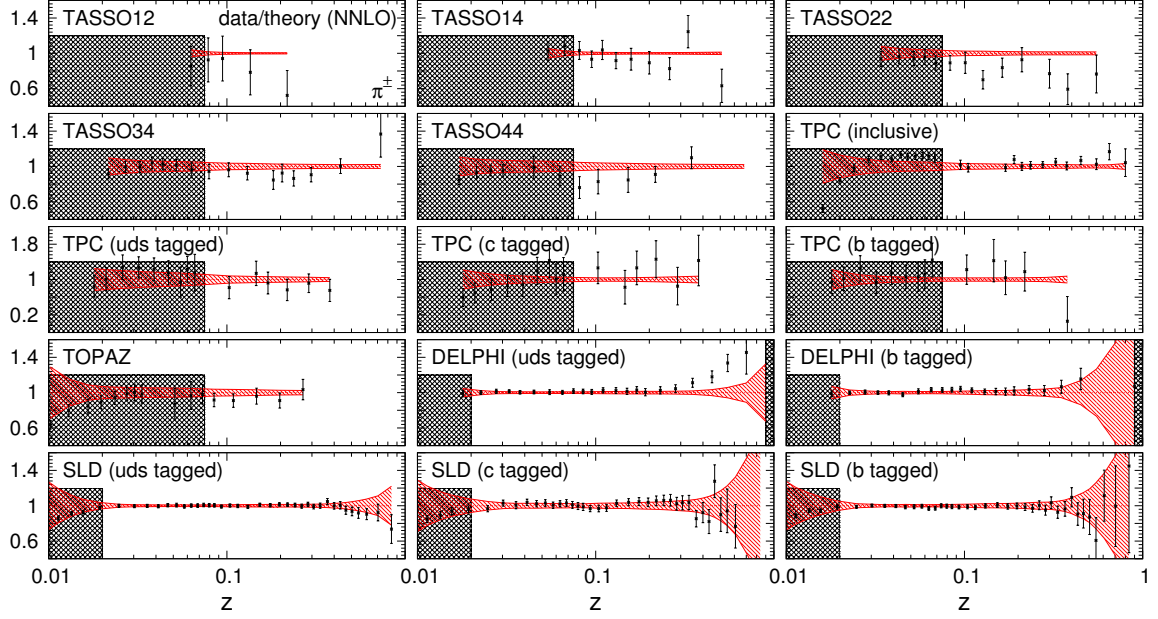 TASSO12 data/theory (NNLO) TASSO14 TASSO22
1.4
1
0.6
π±
TASSO34 TASSO44 TPC (inclusive)
1.4
1
0.6
TPC (uds tagged) TPC (c tagged) TPC (b tagged)
1.8
1
0.2
TOPAZ DELPHI (uds tagged) DELPHI (b tagged)
1.4
1
0.6
SLD (uds tagged) SLD (c tagged) SLD (b tagged)
1.4
1
0.6
0.01 0.1 0.01 0.1 0.01 0.1 1
z z z